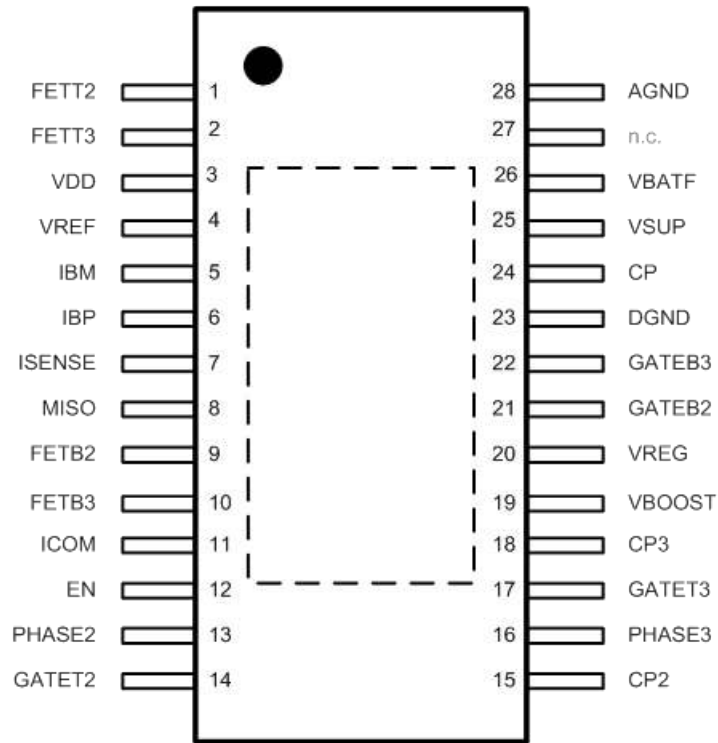 FETT2 1 28 AGND
FETT3 2 27 n.c.
VDD 3 26 VBATF
VREF 4 25 VSUP
IBM 5 24 CP
IBP 6 23 DGND
ISENSE 7 22 GATEB3
MISO 8 21 GATEB2
FETB2 9 20 VREG
FETB3 10 19 VBOOST
ICOM 11 18 CP3
EN 12 17 GATET3
PHASE2 13 16 PHASE3
GATET2 14 15 CP2